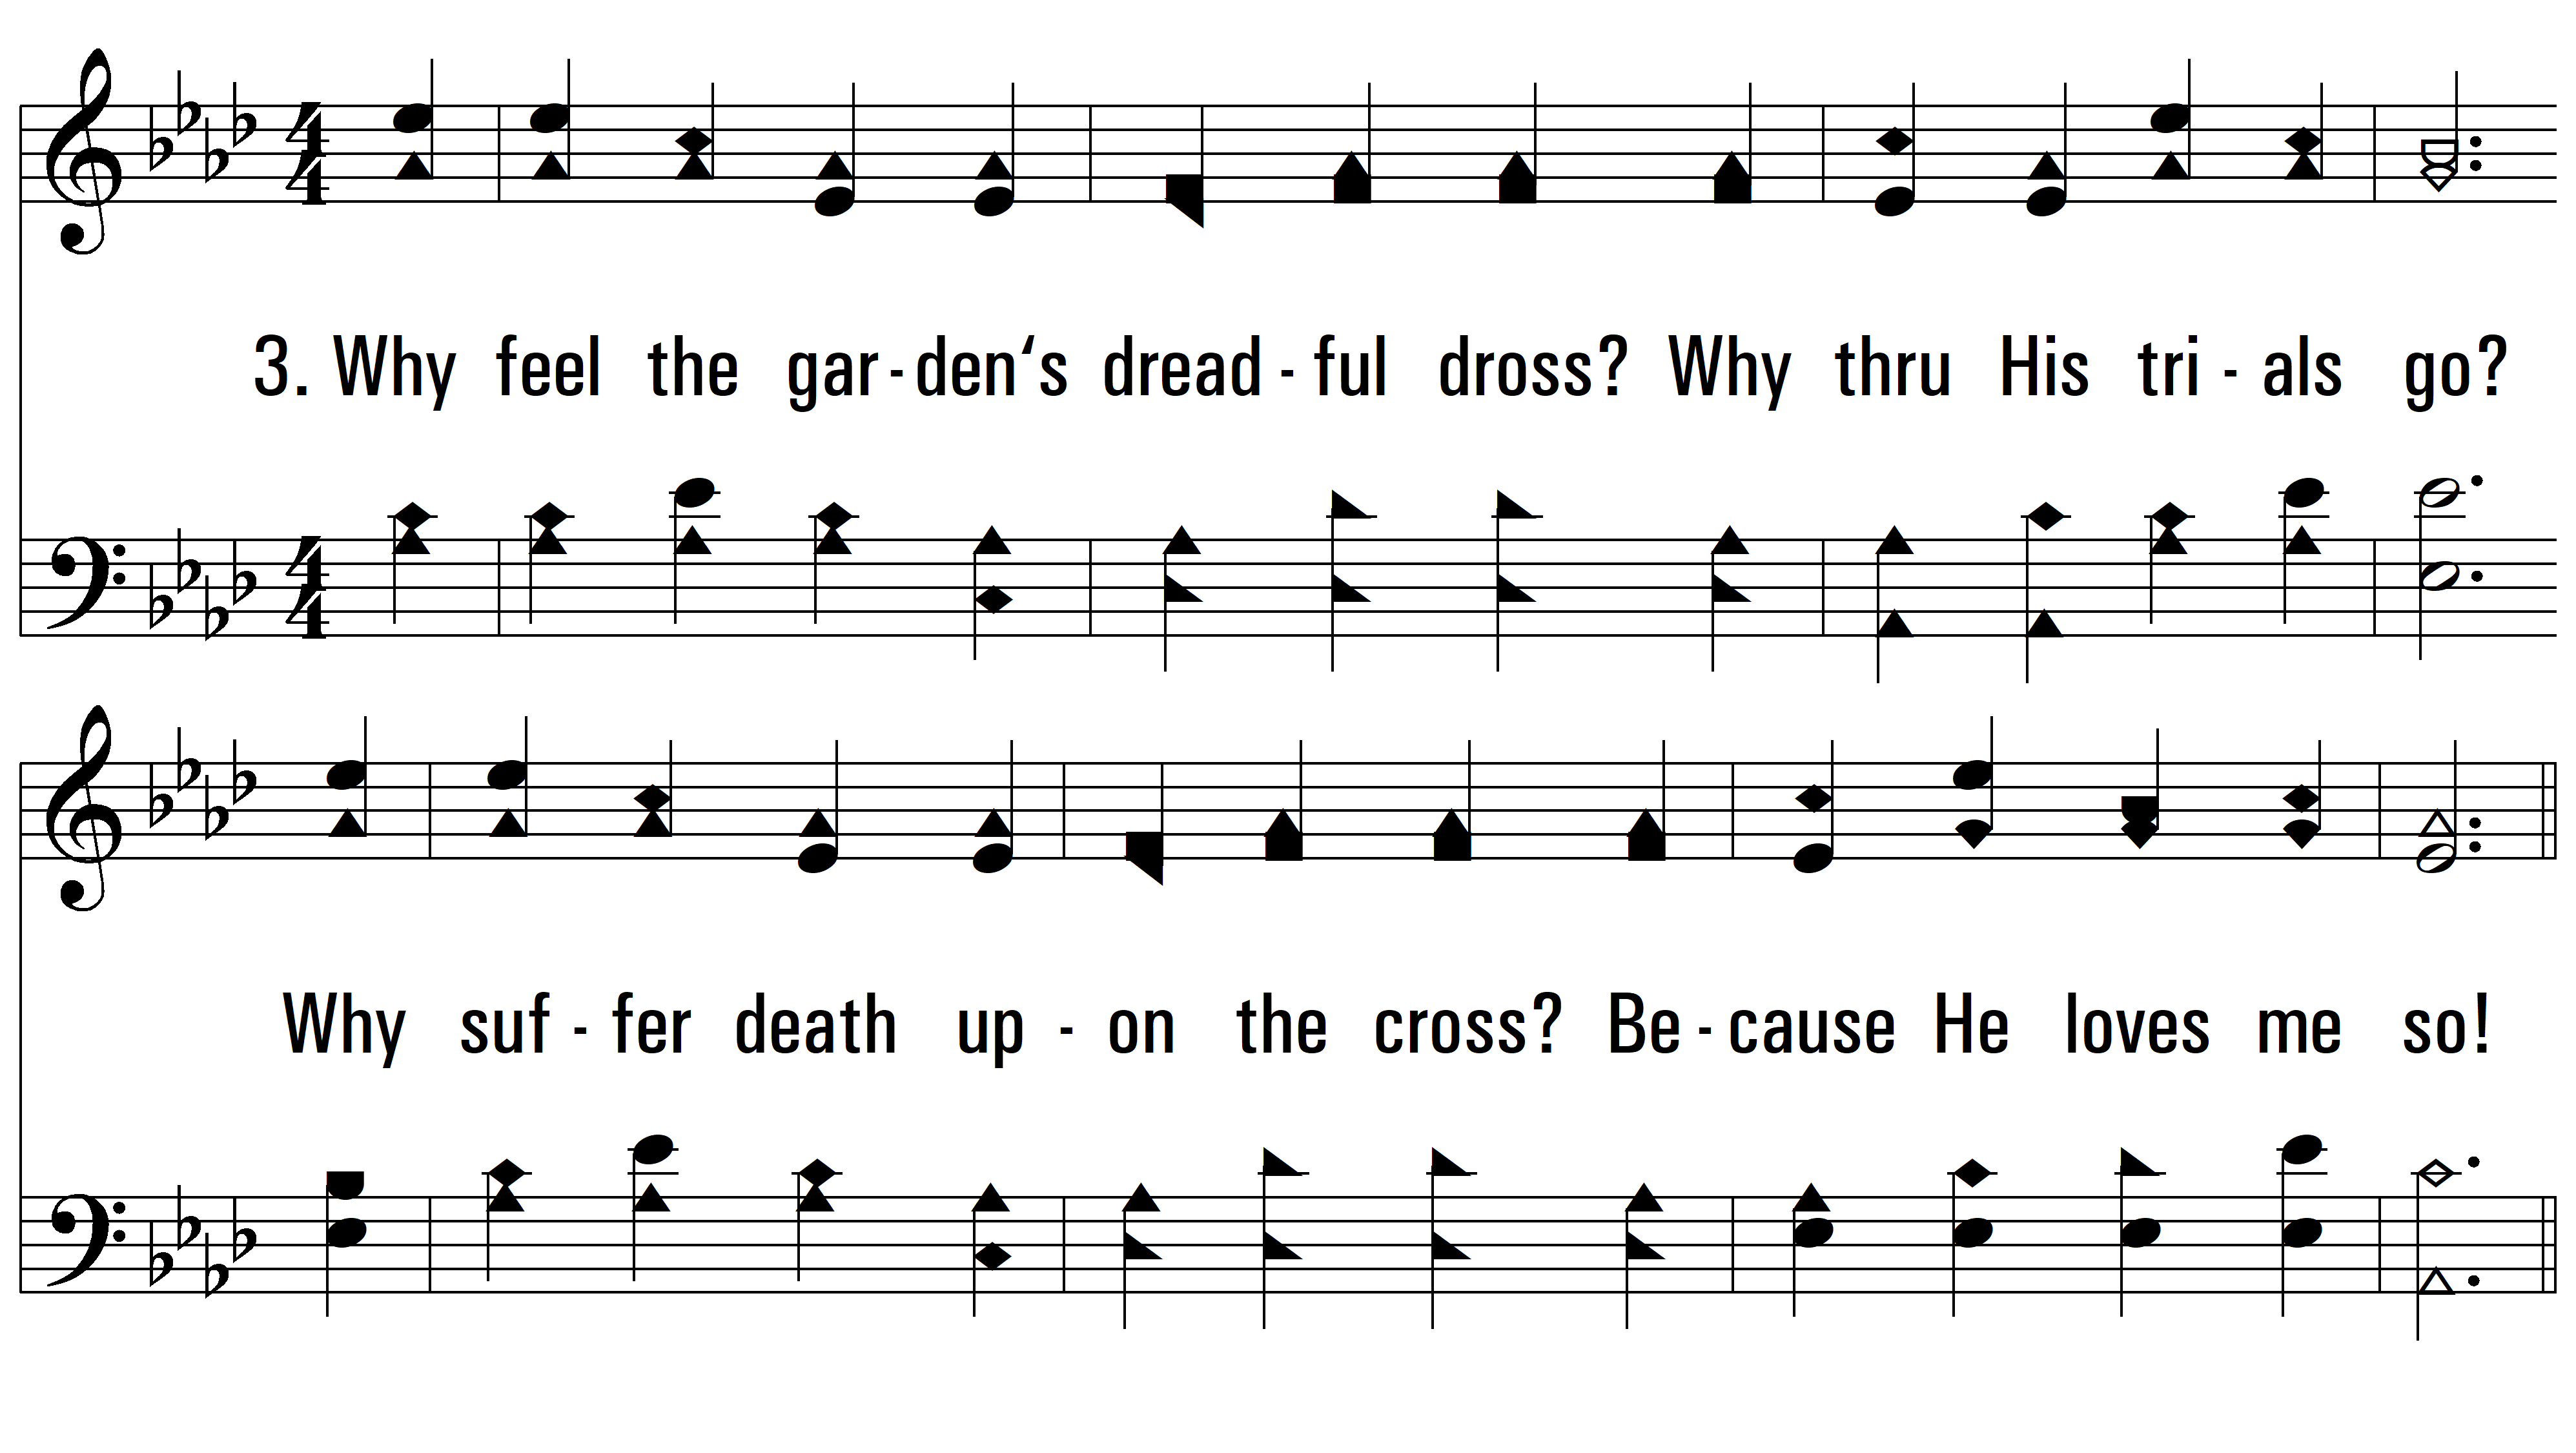 3. Why feel the gar-den‘s dread-ful dross? Why thru His tri-als go?
Why suf-fer death up-on the cross? Be-cause He loves me so!